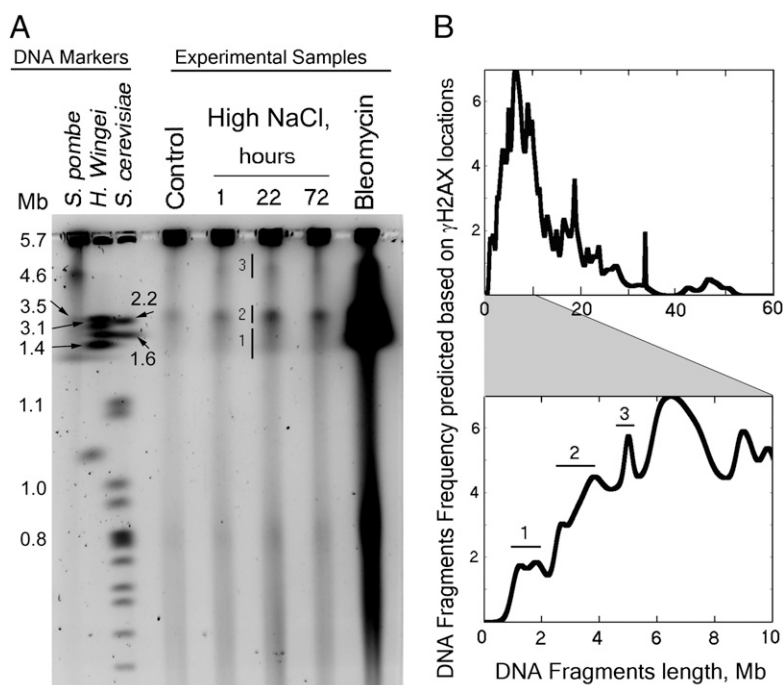 A
DNA Markers
Experimental Samples
S. pombe
H. Wingei
S. cerevisiae
Control
High NaCl,
hours
1 22 72
Bleomycin
Mb
5.7
4.6
3.5
3.1
1.4
2.2
1.6
1.1
1.0
0.8
3
2
1
B
DNA Fragments Frequency predicted based on γH2AX locations
6
4
2
0 20 40 60
6
4
2
1
2
3
0 2 4 6 8 10
DNA Fragments length, Mb